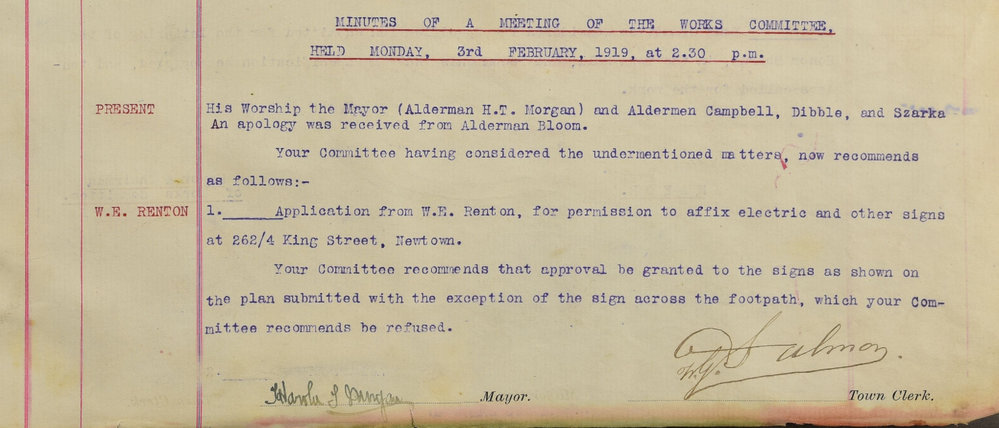 MINUTES OF A MEETING OF THE WORKS COMMITTEE,
HELD MONDAY, 3rd FEBRUARY, 1919, at 2.30 p.m.
PRESENT His Worship the Mayor (Alderman H.T. Morgan) and Aldermen Campbell, Dibble, and Szarka
An apology was received from Alderman Bloom.
Your Committee having considered the undermentioned matters, now recommends
as follows:-
W.E. RENTON 1.______Application from W.E. Renton, for permission to affix electric and other signs
at 262/4 King Street, Newtown.
Your Committee recommends that approval be granted to the signs as shown on
the plan submitted with the exception of the sign across the footpath, which your Com-
mittee recommends be refused.
Salmon.
Harold T Morgan Mayor. Town Clerk.